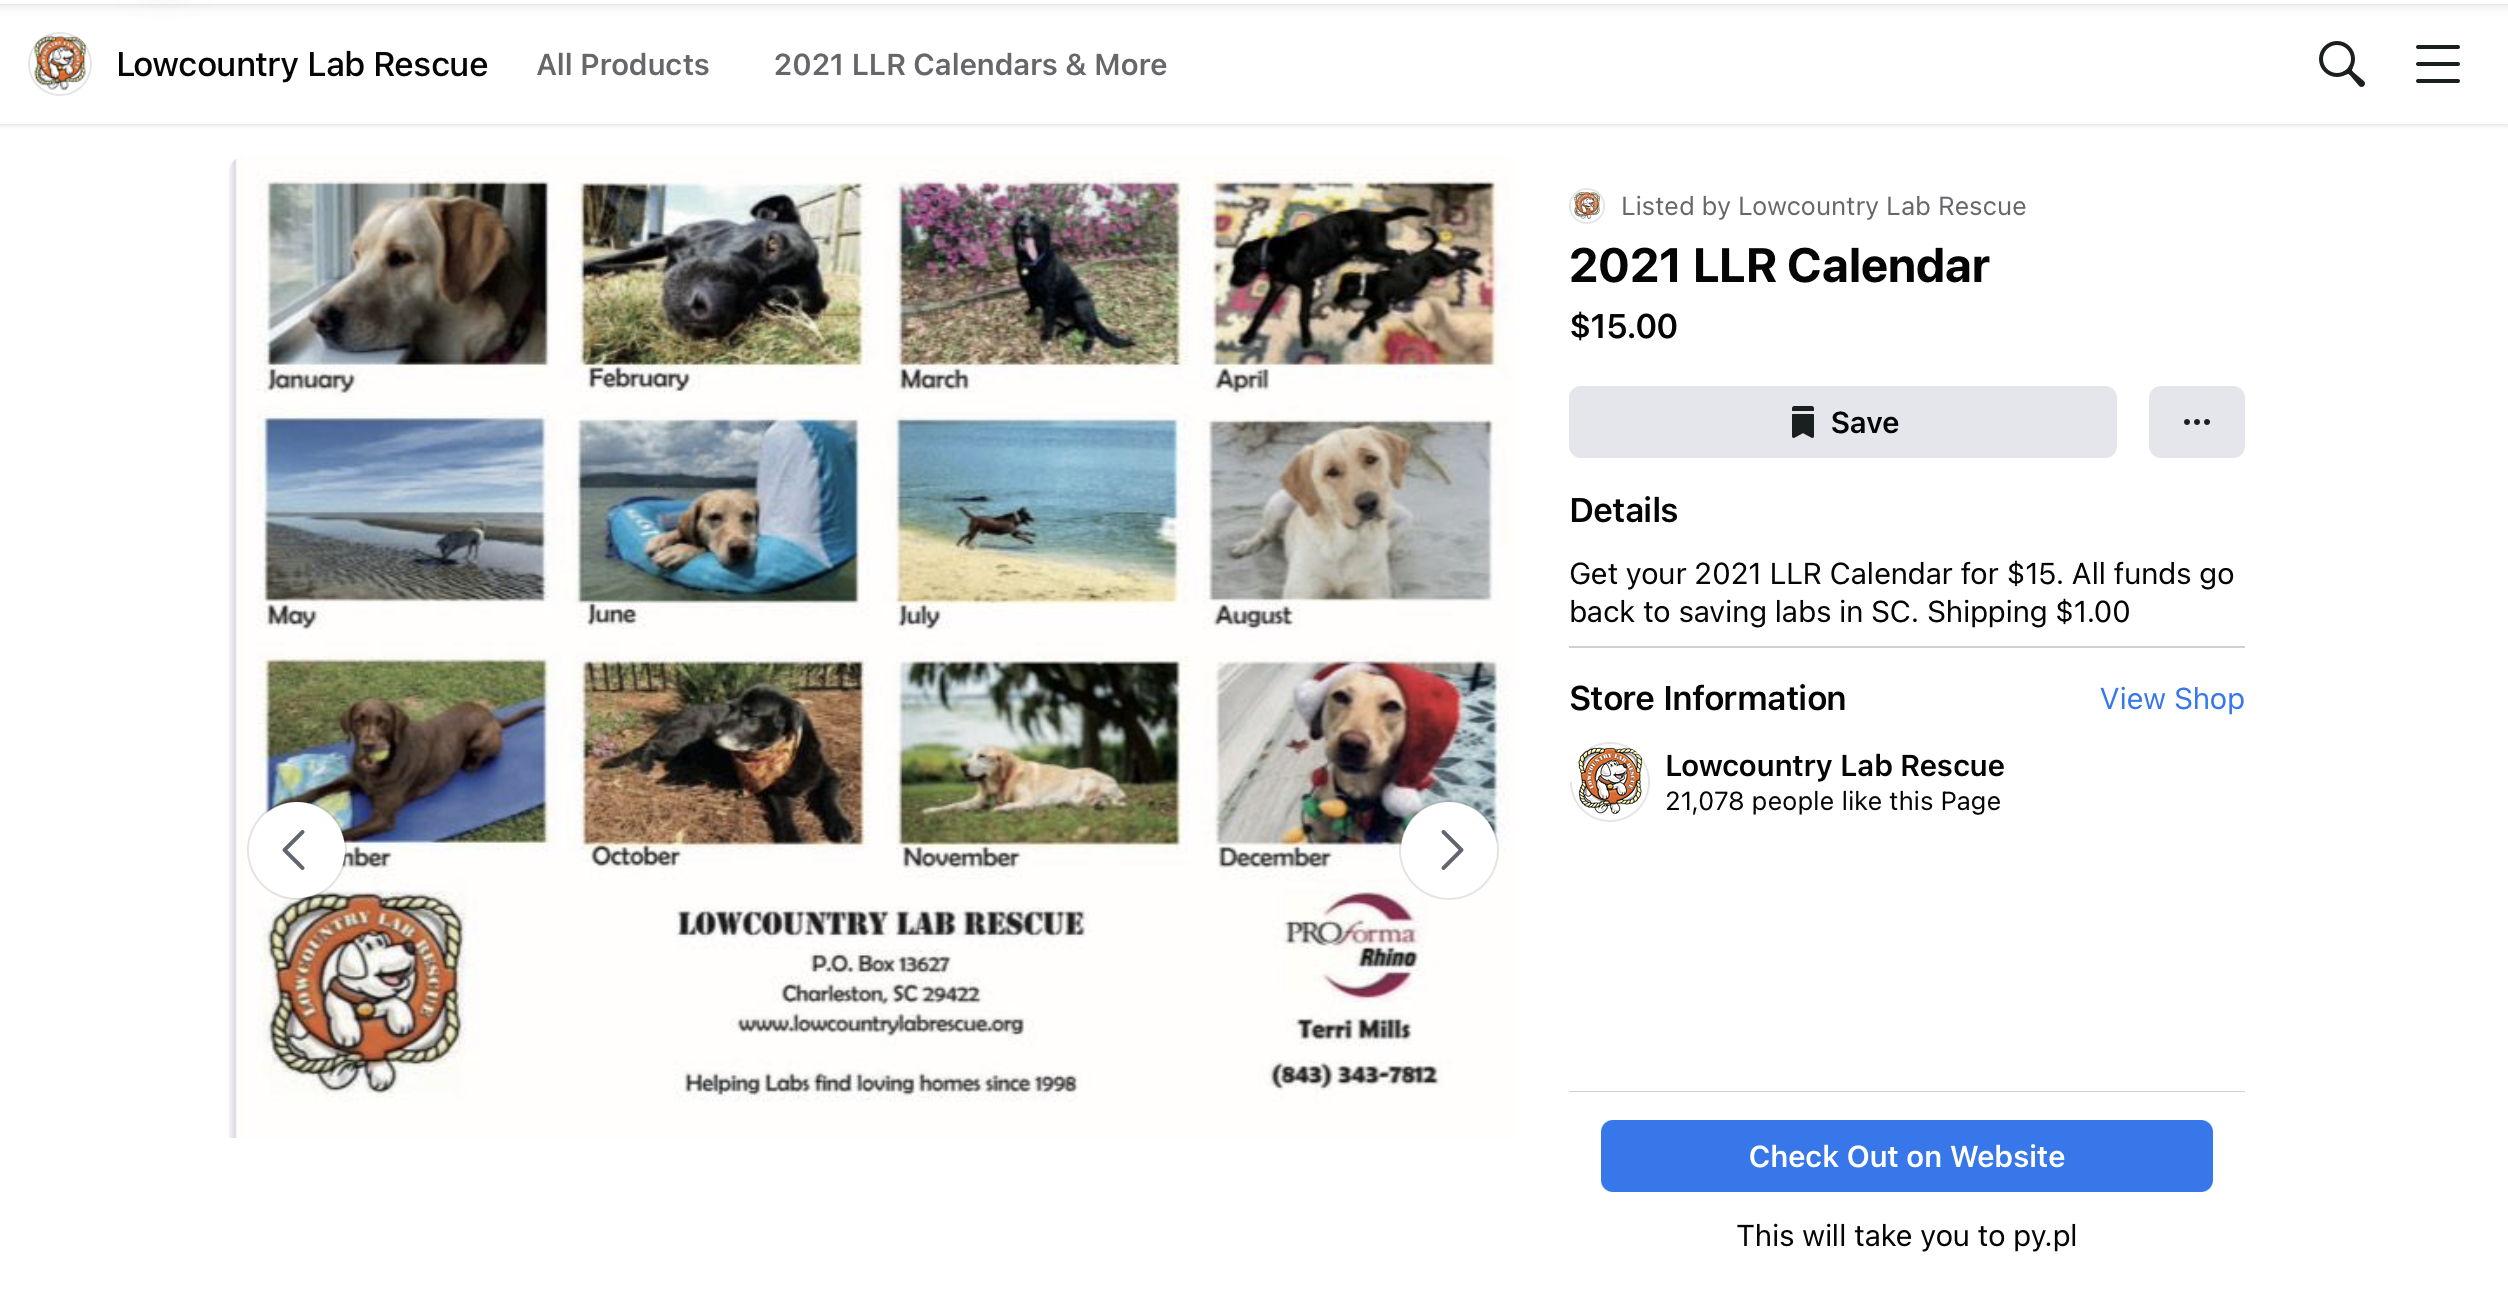 Lowcountry Lab Rescue
All Products
2021 LLR Calendars & More
January
February
March
April
May
June
July
August
mber
October
November
December
LOWCOUNTRY LAB RESCUE
LOWCOUNTRY LAB RESCUE
P.O. Box 13627
Charleston, SC 29422
www.lowcountrylabrescue.org
Helping Labs find loving homes since 1998
PROforma
Rhino
Terri Mills
(843) 343-7812
Listed by Lowcountry Lab Rescue
2021 LLR Calendar
$15.00
Save
Details
Get your 2021 LLR Calendar for $15. All funds go
back to saving labs in SC. Shipping $1.00
Store Information
View Shop
LOWCOUNTRY LAB RESCUE
Lowcountry Lab Rescue
21,078 people like this Page
Check Out on Website
This will take you to py.pl